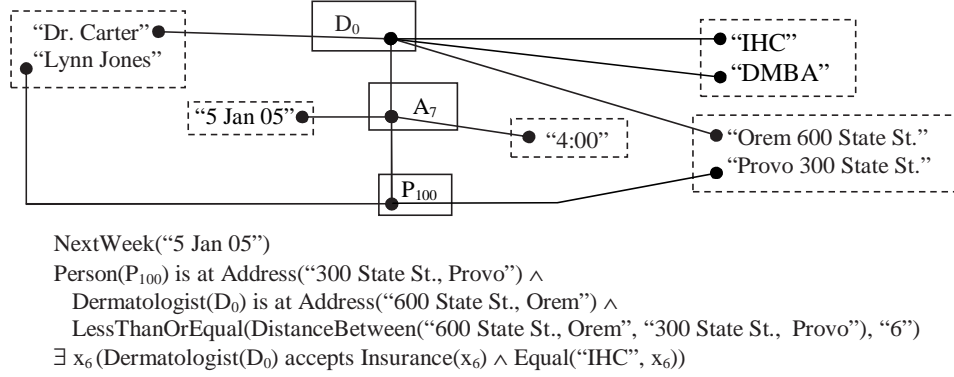 “Dr. Carter” D₀ “IHC”
“Lynn Jones” “DMBA”
“5 Jan 05” A₇
“4:00” “Orem 600 State St.”
“Provo 300 State St.”
P₁₀₀
NextWeek(“5 Jan 05”)
Person(P₁₀₀) is at Address(“300 State St., Provo”) ∧
Dermatologist(D₀) is at Address(“600 State St., Orem”) ∧
LessThanOrEqual(DistanceBetween(“600 State St., Orem”, “300 State St., Provo”), “6”)
∃ x₆ (Dermatologist(D₀) accepts Insurance(x₆) ∧ Equal(“IHC”, x₆))